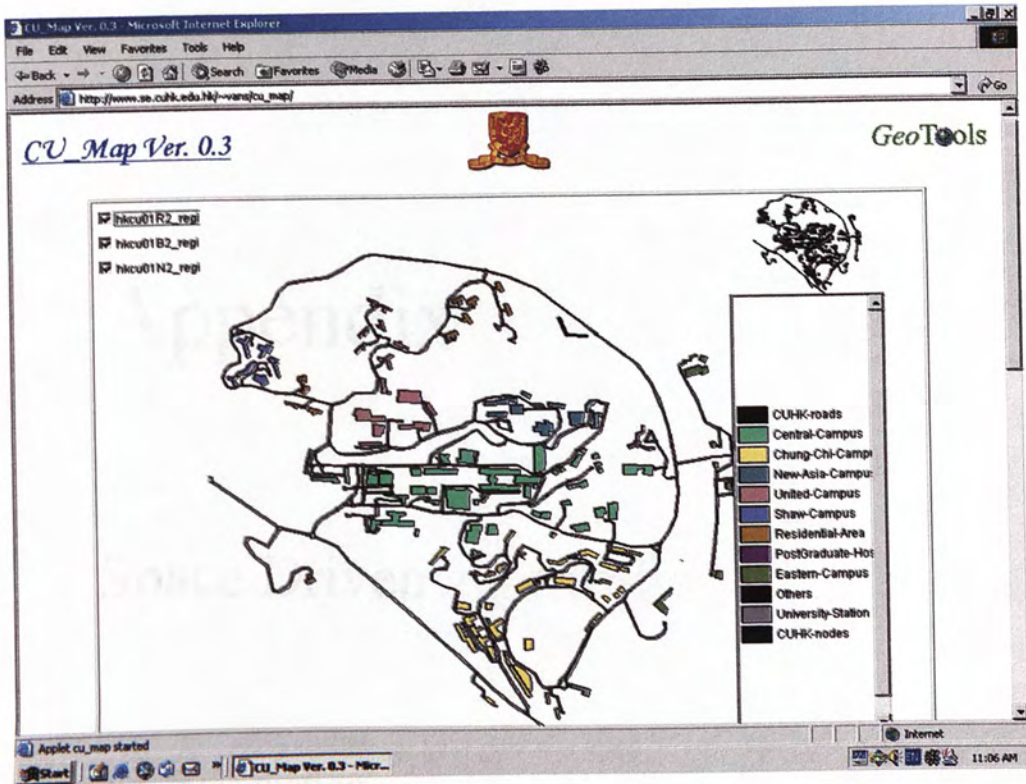 CU_Map Ver. 0.3 - Microsoft Internet Explorer
File Edit View Favorites Tools Help
Back Search Favorites Media
Address http://www.se.cuhk.edu.hk/~vans/cu_map/ Go
CU_Map Ver. 0.3
GeoTools
hkcu01R2_regi
hkcu01B2_regi
hkcu01N2_regi
CUHK-roads
Central-Campus
Chung-Chi-Campu
New-Asia-Campus
United-Campus
Shaw-Campus
Residential-Area
PostGraduate-Hos
Eastern-Campus
Others
University-Station
CUHK-nodes
Appendix
Applet cu_map started
Internet
Start
CU_Map Ver. 0.3 - Micr...
11:06 AM